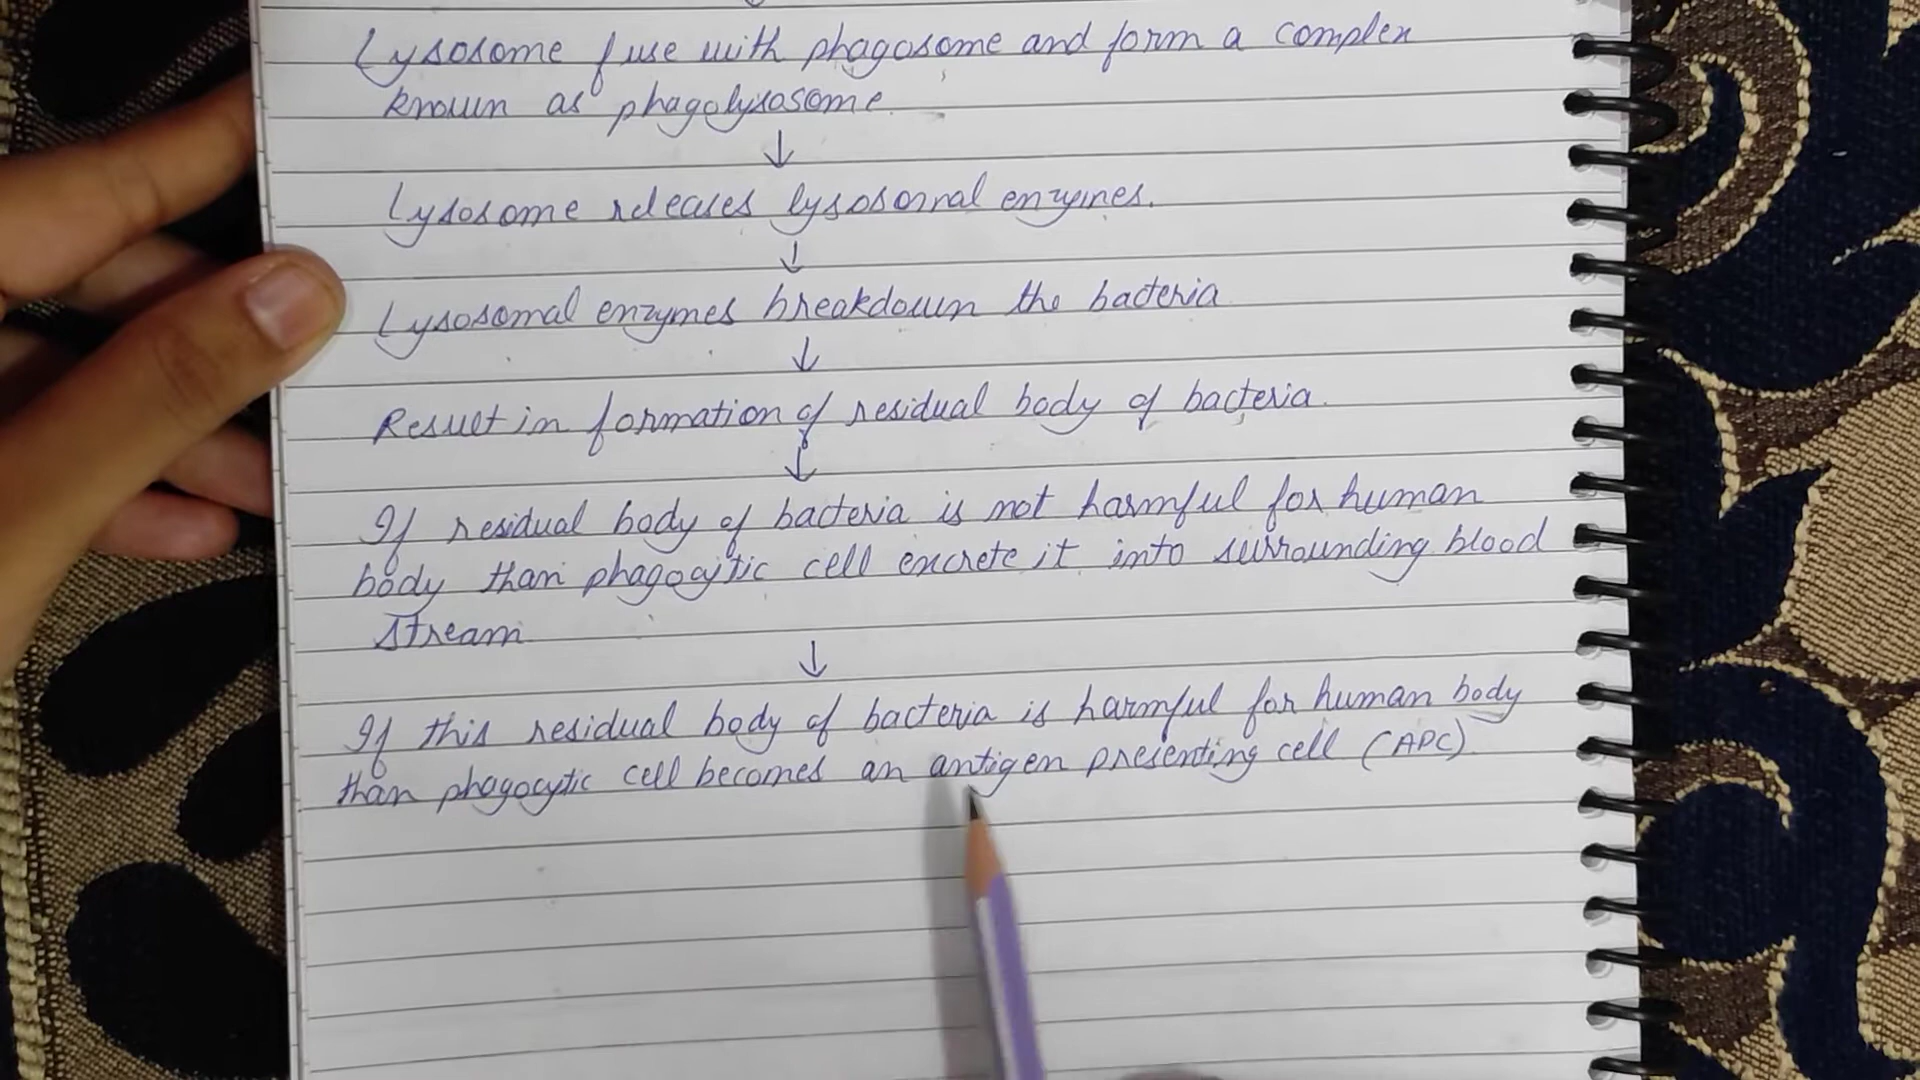 Lysosome fuse with phagosome and form a complex
known as phagolysosome.
↓
Lysosome releases lysosomal enzymes.
↓
Lysosomal enzymes breakdown the bacteria
↓
Result in formation of residual body of bacteria.
↓
If residual body of bacteria is not harmful for human
body than phagocytic cell excrete it into surrounding blood
stream
↓
If this residual body of bacteria is harmful for human body
than phagocytic cell becomes an antigen presenting cell (APC).